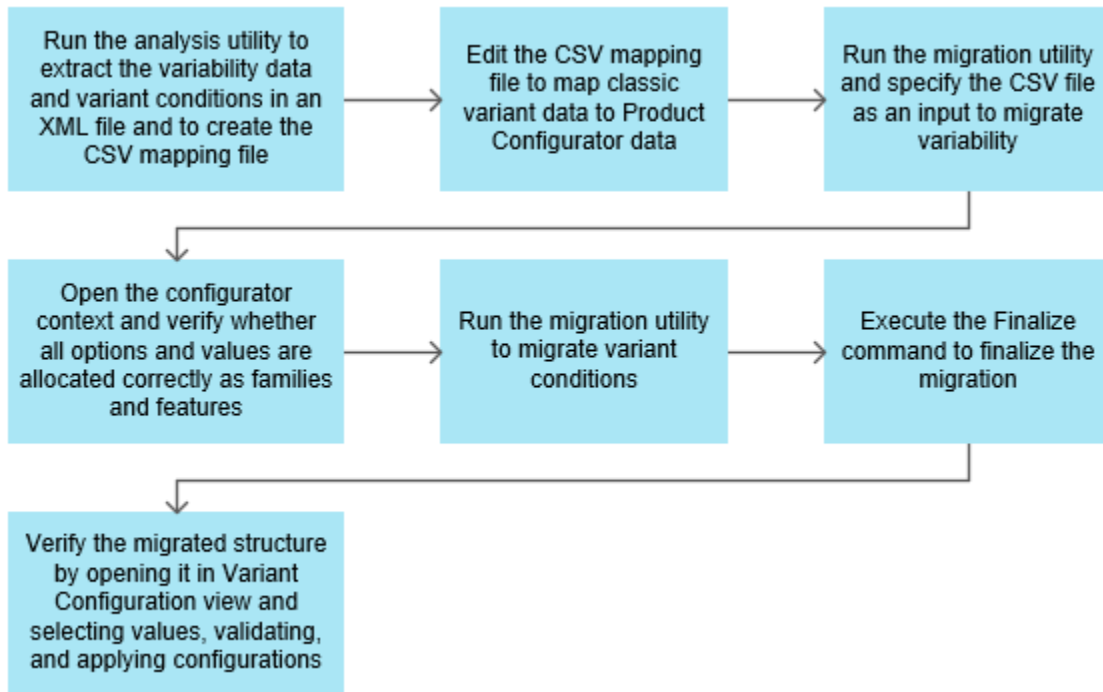 Run the analysis utility to
extract the variability data
and variant conditions in an
XML file and to create the
CSV mapping file
Edit the CSV mapping
file to map classic
variant data to Product
Configurator data
Run the migration utility
and specify the CSV file
as an input to migrate
variability
Open the configurator
context and verify whether
all options and values are
allocated correctly as families
and features
Run the migration utility
to migrate variant
conditions
Execute the Finalize
command to finalize the
migration
Verify the migrated structure
by opening it in Variant
Configuration view and
selecting values, validating,
and applying configurations